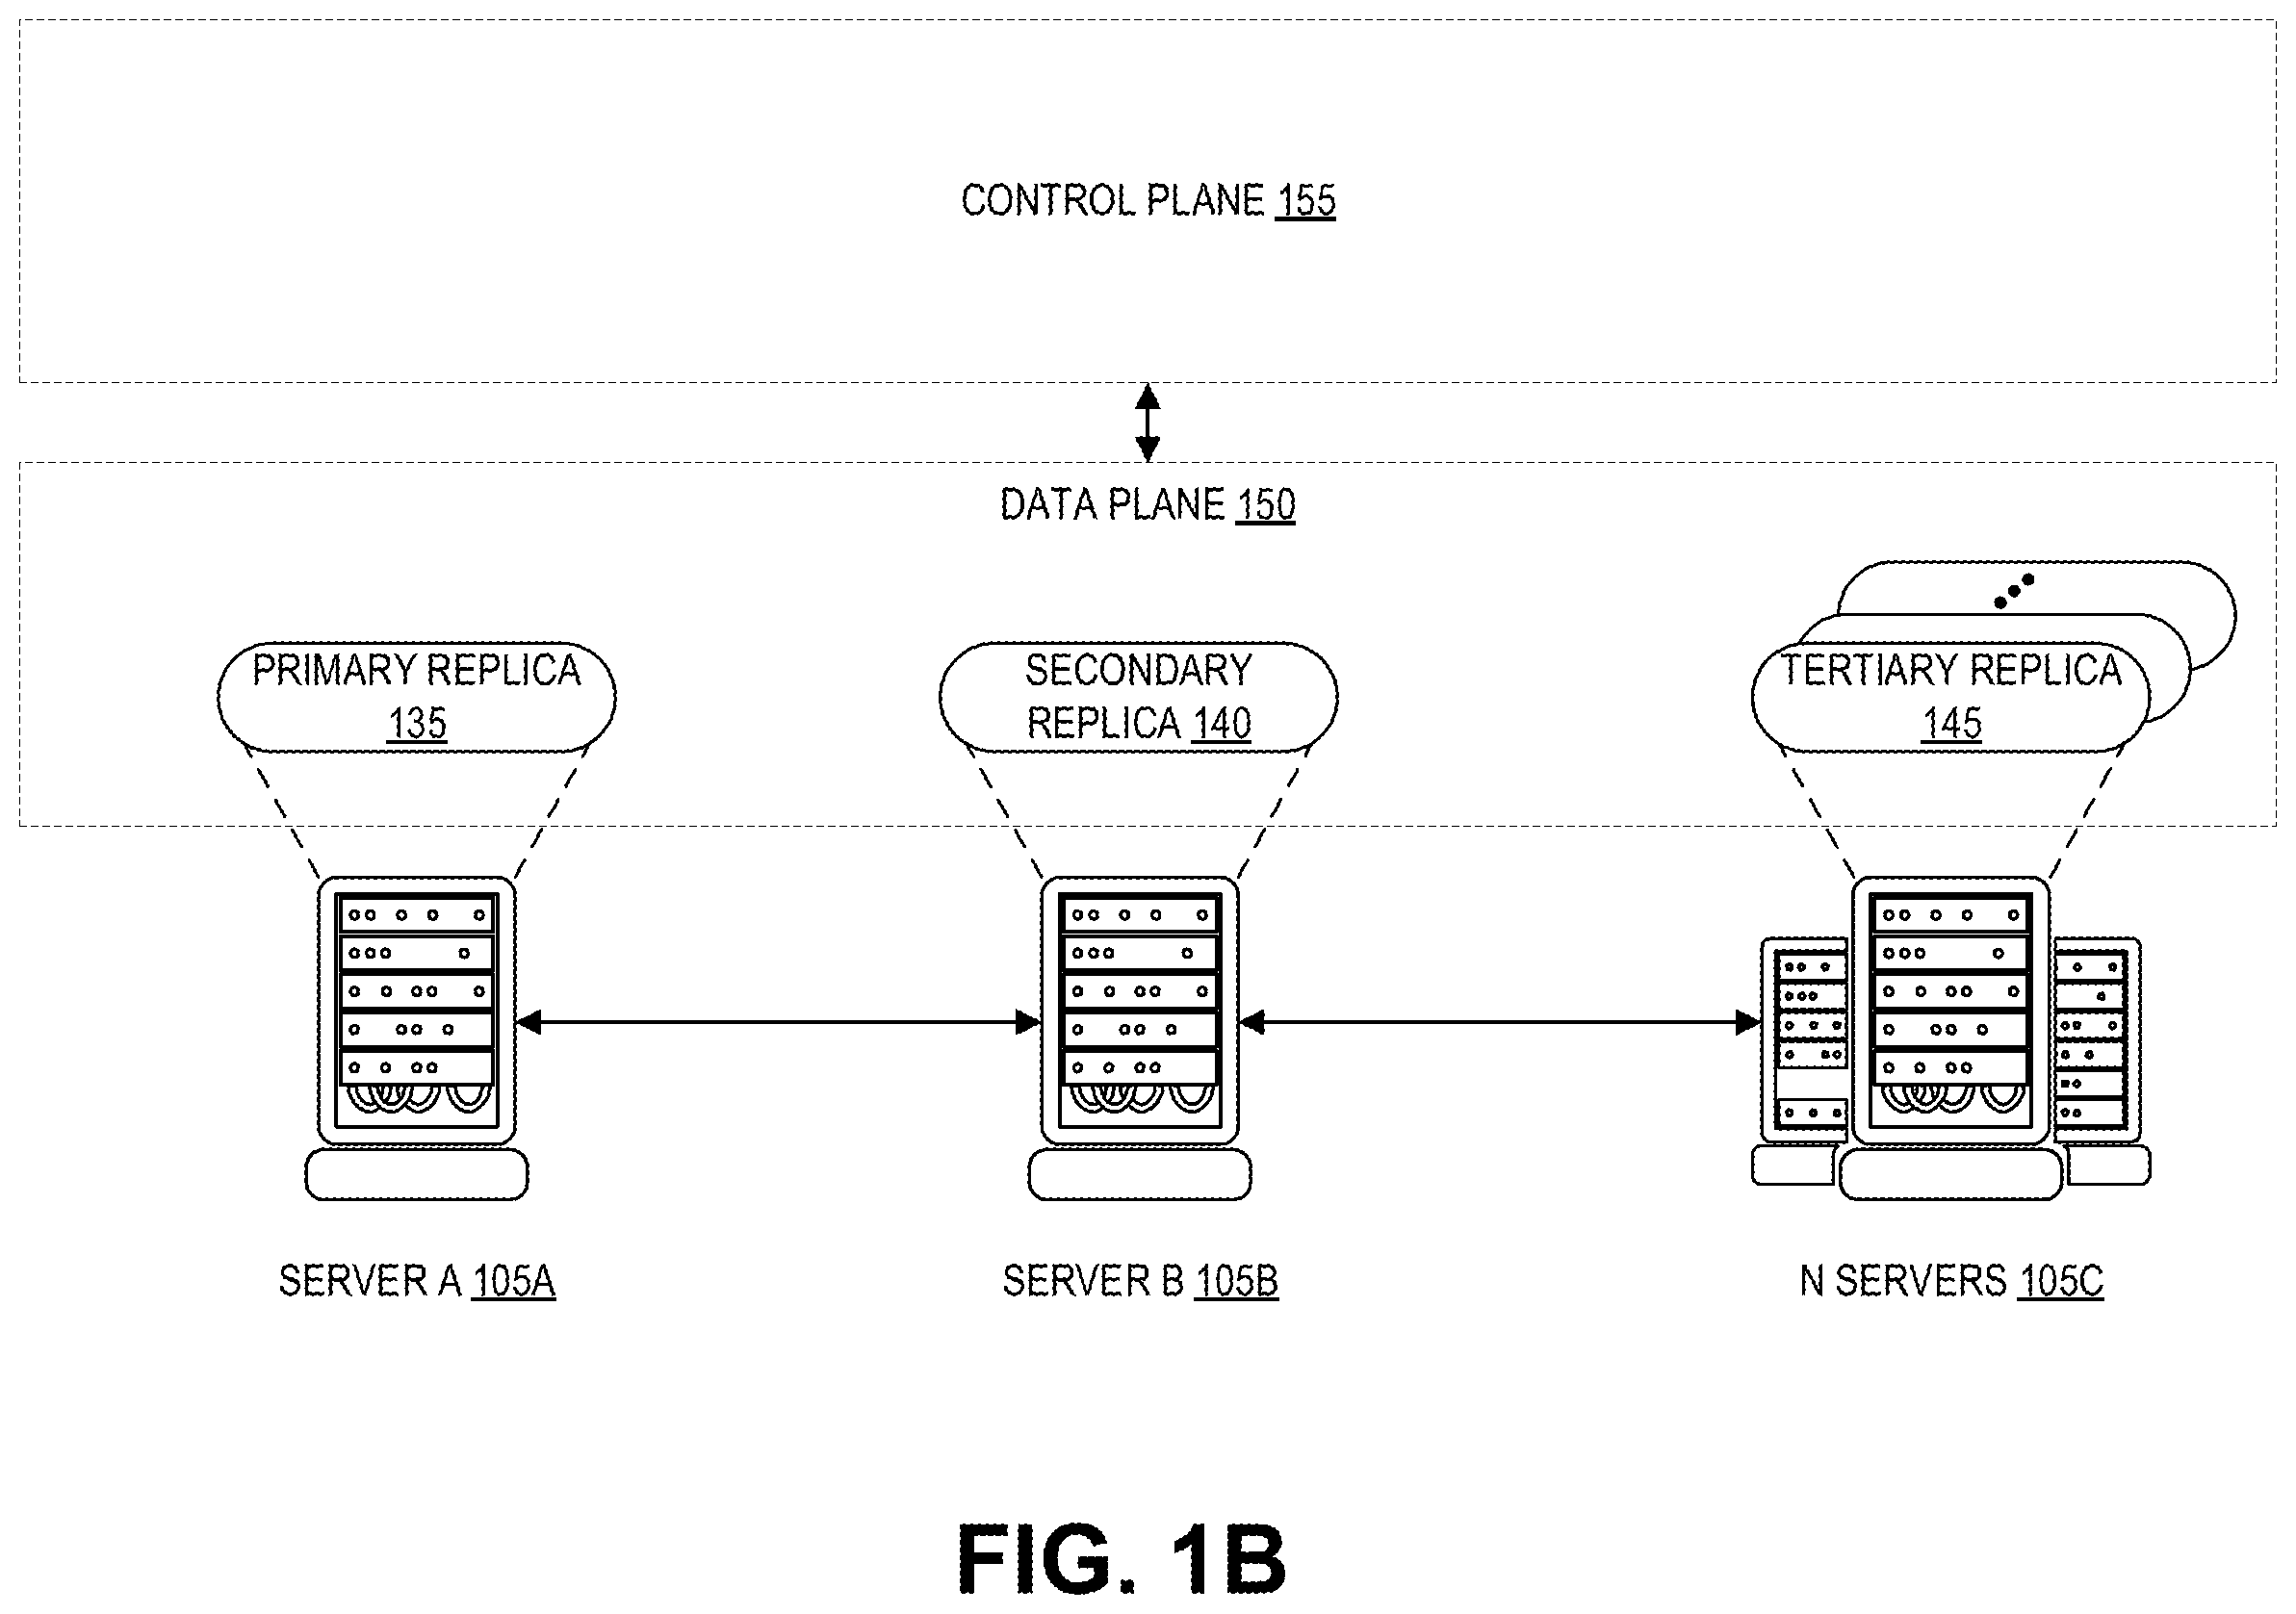 CONTROL PLANE 155
DATA PLANE 150
PRIMARY REPLICA
135
SECONDARY
REPLICA 140
TERTIARY REPLICA
145
SERVER A 105A
SERVER B 105B
N SERVERS 105C
FIG. 1B